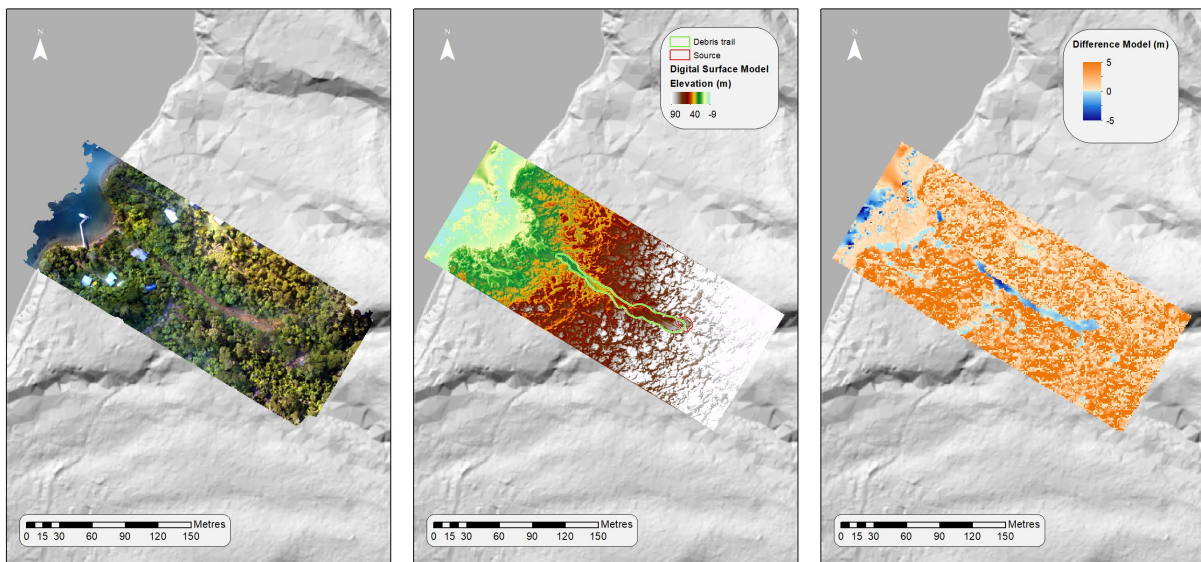 N
Metres
0 15 30 60 90 120 150
N
Debris trail
Source
Digital Surface Model
Elevation (m)
90 40 -9
Metres
0 15 30 60 90 120 150
N
Difference Model (m)
5
0
-5
Metres
0 15 30 60 90 120 150